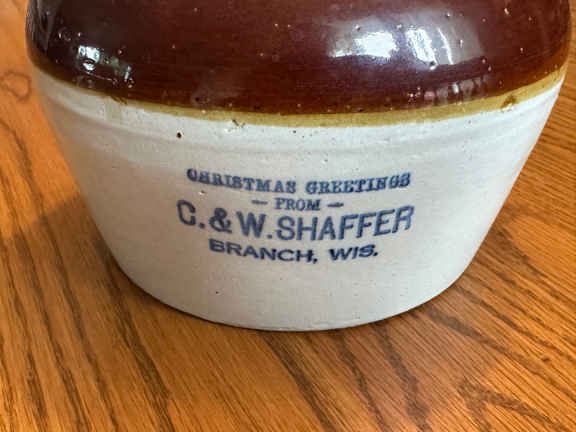 CHRISTMAS GREETINGS
— FROM —
C. & W. SHAFFER
BRANCH, WIS.